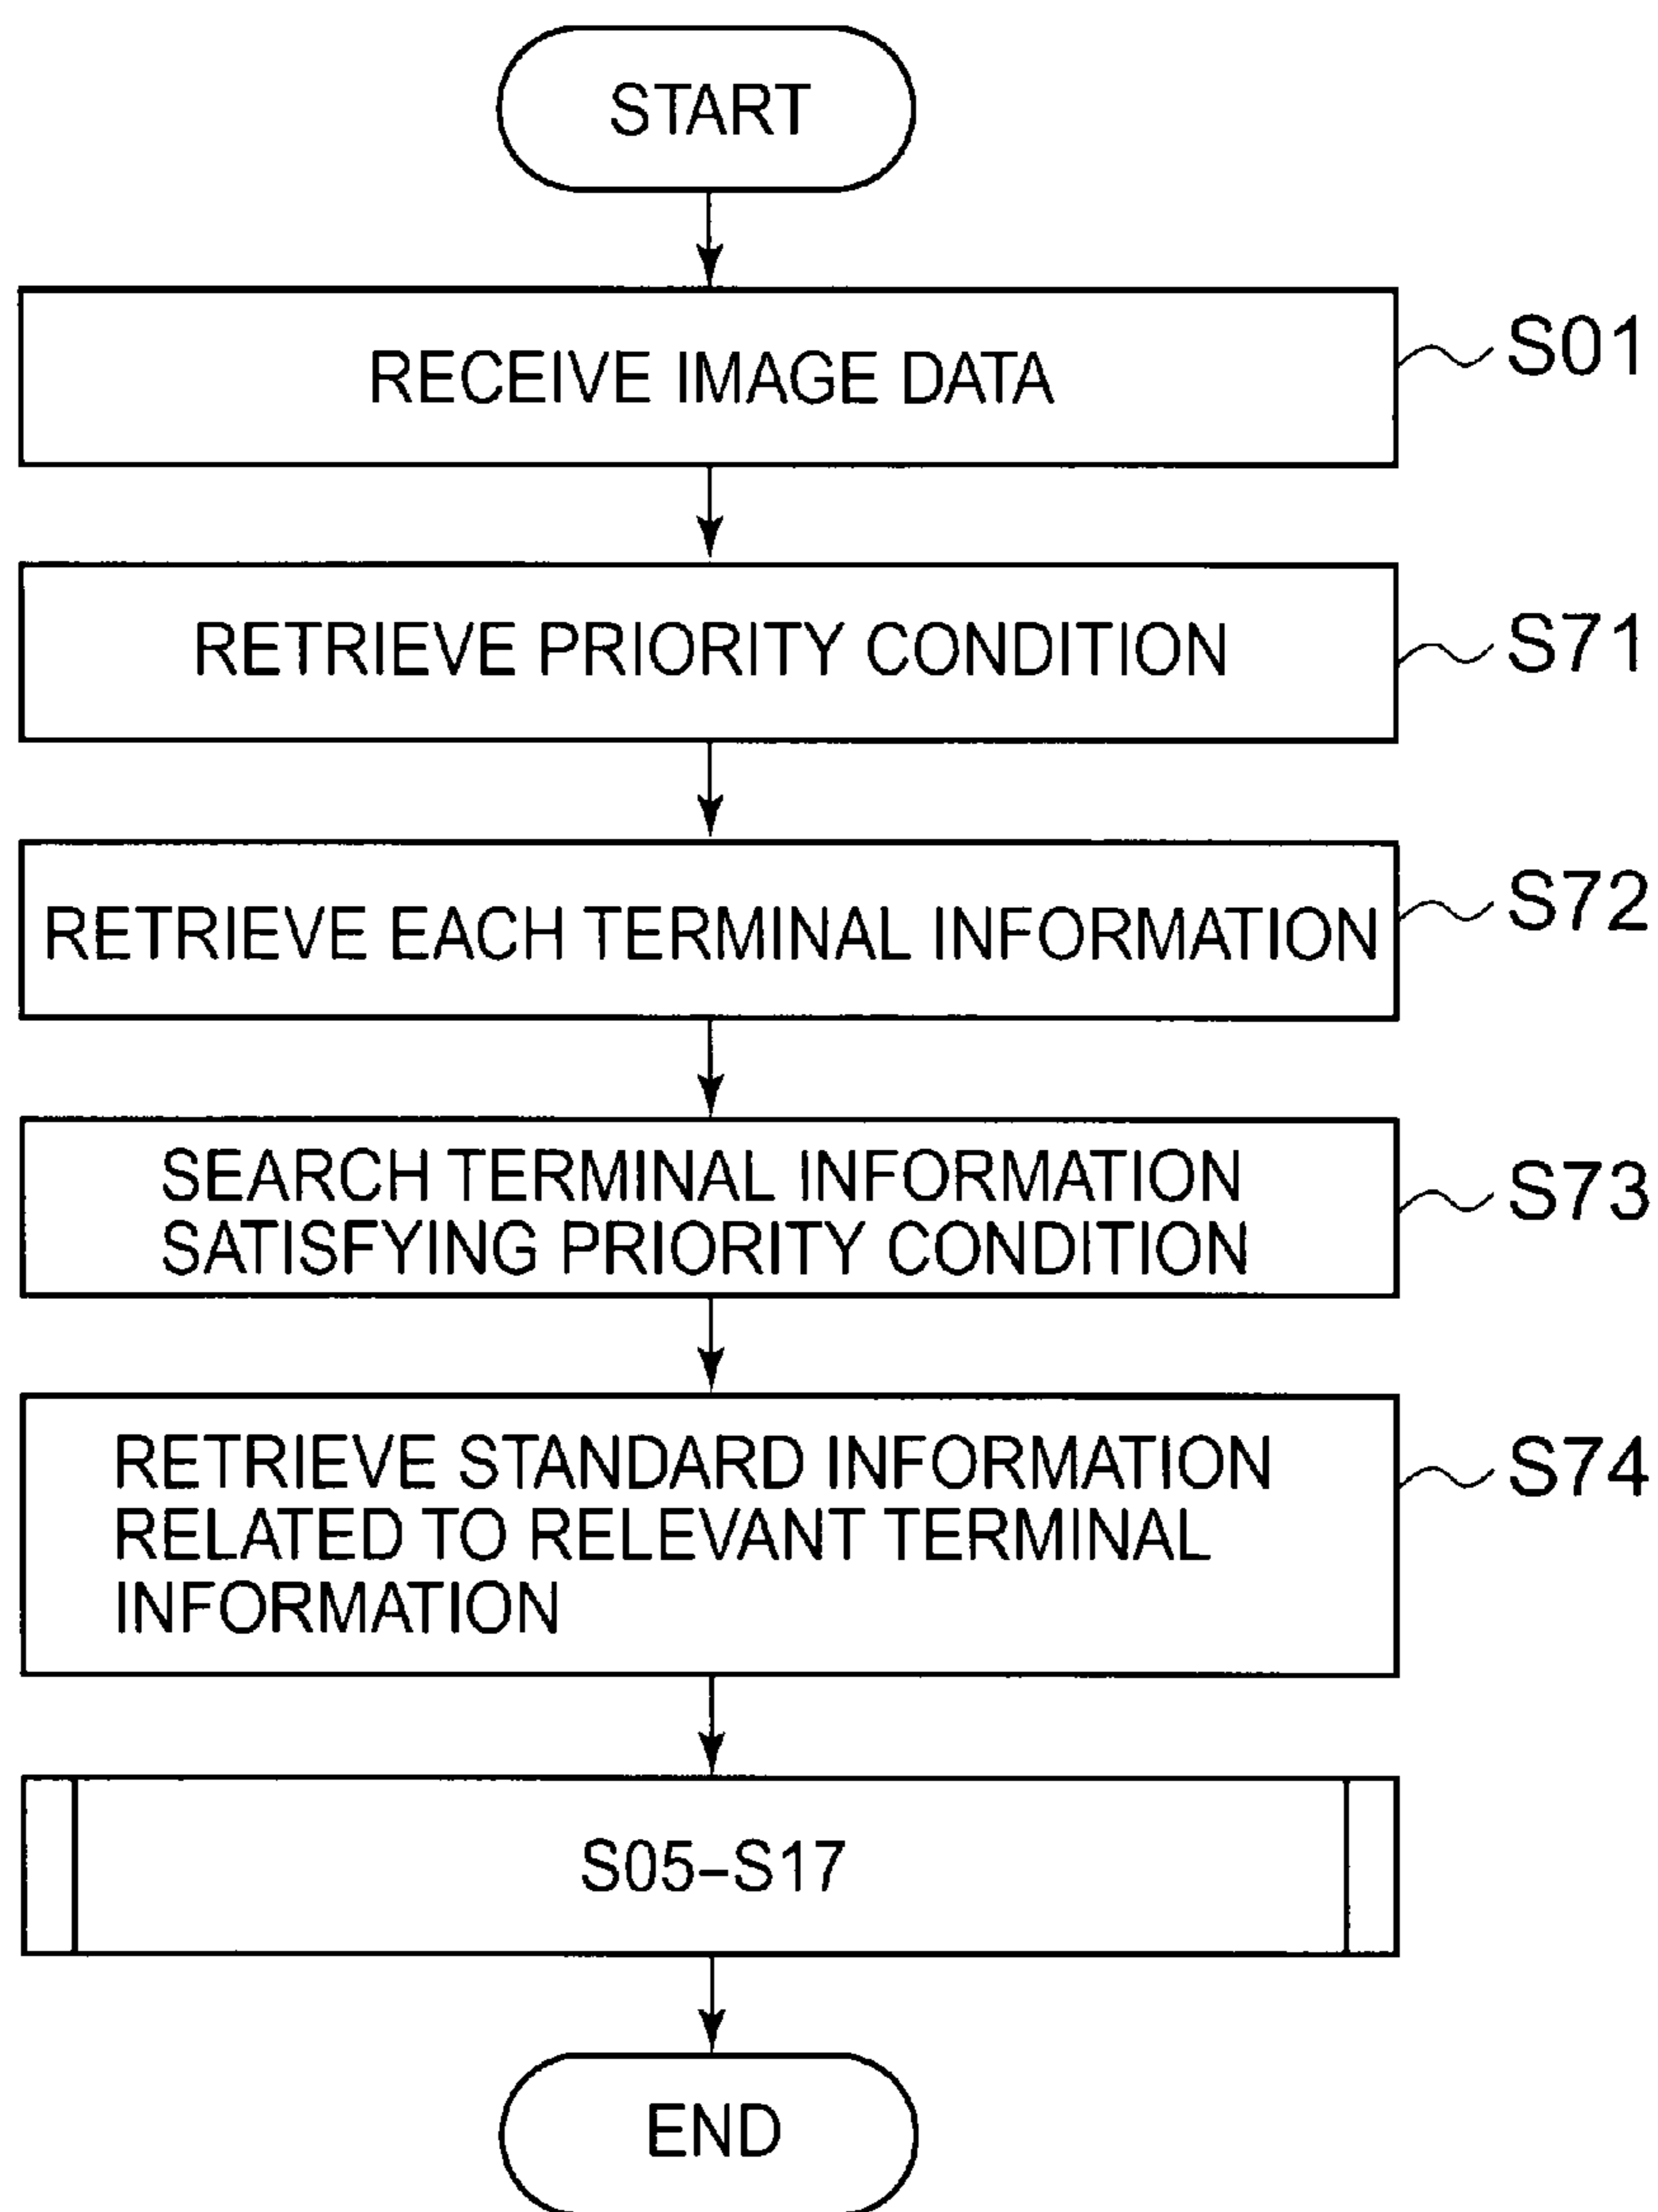 START
RECEIVE IMAGE DATA
S01
RETRIEVE PRIORITY CONDITION
S71
RETRIEVE EACH TERMINAL INFORMATION
S72
SEARCH TERMINAL INFORMATION
SATISFYING PRIORITY CONDITION
S73
RETRIEVE STANDARD INFORMATION
RELATED TO RELEVANT TERMINAL
INFORMATION
S74
S05-S17
END